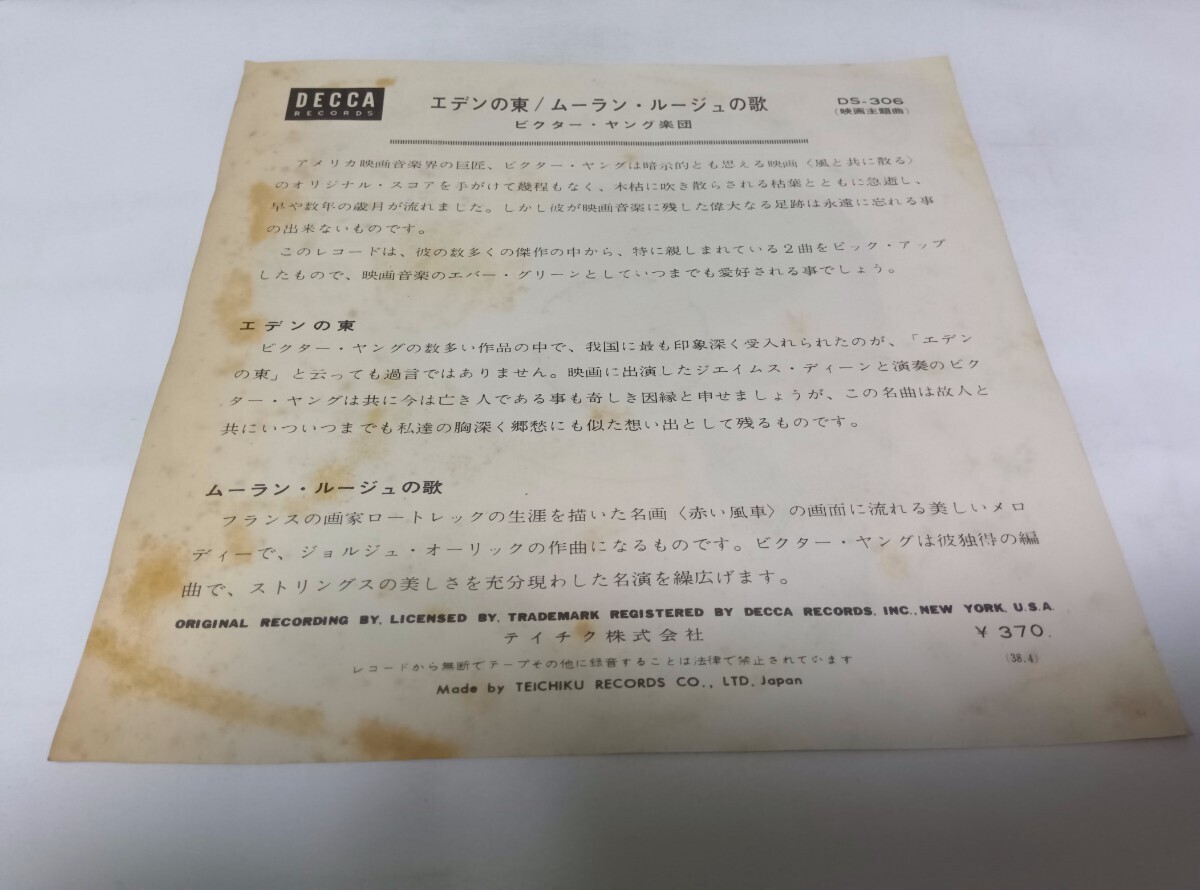 DECCA
RECORDS
エデンの東/ムーラン・ルージュの歌
ビクター・ヤング楽団
DS-306
(映画主題曲)
アメリカ映画音楽界の巨匠、ビクター・ヤングは暗示的とも思える映画〈風と共に散る〉
のオリジナル・スコアを手がけて幾程もなく、木枯に吹き散らされる枯葉とともに急逝し、
早や数年の歳月が流れました。しかし彼が映画音楽に残した偉大なる足跡は永遠に忘れる事
の出来ないものです。
このレコードは、彼の数多くの傑作の中から、特に親しまれている2曲をピック・アップ
したもので、映画音楽のエバー・グリーンとしていつまでも愛好される事でしょう。
エデンの東
ビクター・ヤングの数多い作品の中で、我国に最も印象深く受入れられたのが、「エデン
の東」と云っても過言ではありません。映画に出演したジエイムス・ディーンと演奏のビク
ター・ヤングは共に今は亡き人である事も奇しき因縁と申せましょうが、この名曲は故人と
共にいついつまでも私達の胸深く郷愁にも似た想い出として残るものです。
ムーラン・ルージュの歌
フランスの画家ロートレックの生涯を描いた名画〈赤い風車〉の画面に流れる美しいメロ
ディーで、ジョルジュ・オーリックの作曲になるものです。ビクター・ヤングは彼独得の編
曲で、ストリングスの美しさを充分現わした名演を繰広げます。
ORIGINAL RECORDING BY, LICENSED BY, TRADEMARK REGISTERED BY DECCA RECORDS, INC., NEW YORK, U.S.A.
テイチク株式会社
¥ 370.
レコードから無断でテープその他に録音することは法律で禁止されています
(38.4)
Made by TEICHIKU RECORDS CO., LTD. Japan